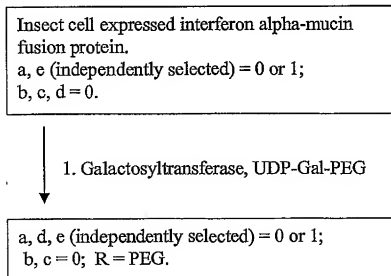 Insect cell expressed interferon alpha-mucin
fusion protein.
a, e (independently selected) = 0 or 1;
b, c, d = 0.
1. Galactosyltransferase, UDP-Gal-PEG
a, d, e (independently selected) = 0 or 1;
b, c = 0; R = PEG.